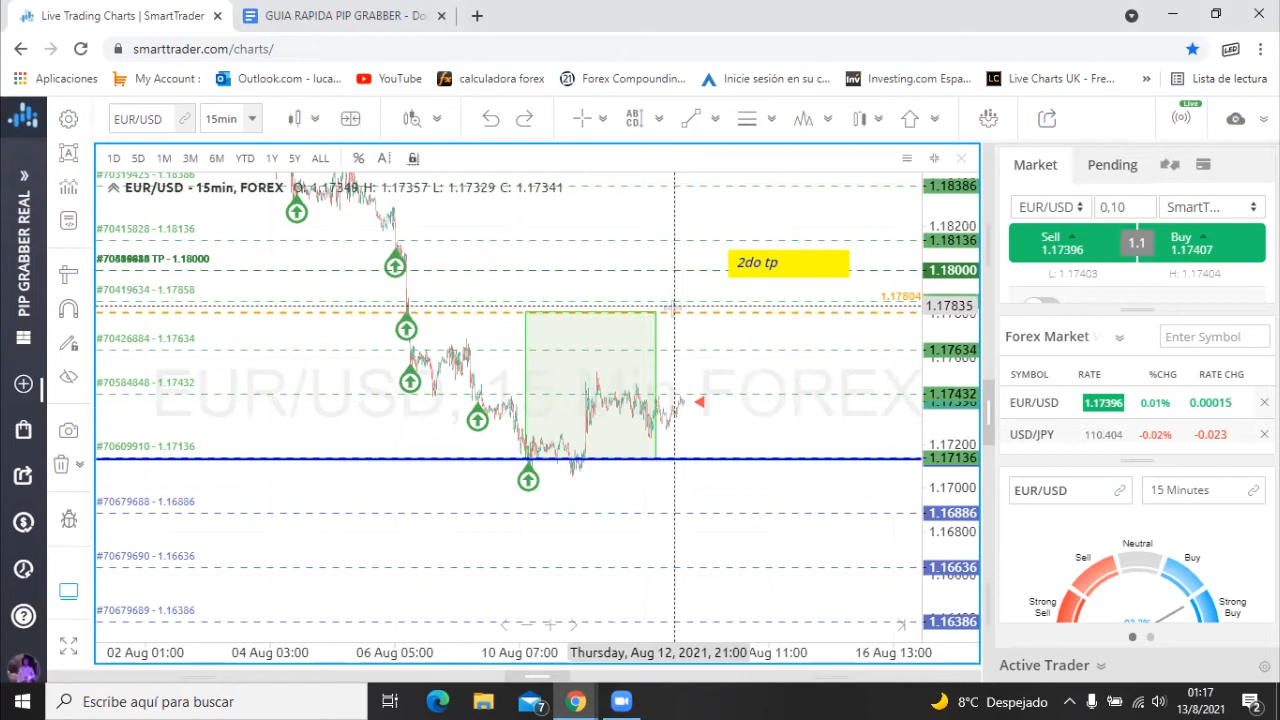 Live Trading Charts | SmartTrader
GUIA RAPIDA PIP GRABBER - Do
smarttrader.com/charts/
Aplicaciones
My Account :
Outlook.com - luca...
YouTube
calculadora forex
Forex Compoundin...
Inicie sesión en su c...
Investing.com Espa...
Live Charts UK - Fre...
Lista de lectura
EUR/USD
15min
Live
1D 5D 1M 3M 6M YTD 1Y 5Y ALL
#70319425 - 1.18386
EUR/USD - 15min, FOREX O: 1.17349 H: 1.17357 L: 1.17329 C: 1.17341
#70415828 - 1.18136
TP - 1.18000
#70419634 - 1.17858
#70426884 - 1.17634
#70584848 - 1.17432
#70609910 - 1.17136
#70679688 - 1.16886
#70679690 - 1.16636
#70679689 - 1.16386
2do tp
1.17804
1.18386
1.18200
1.18136
1.18000
1.17835
1.17634
1.17432
1.17200
1.17136
1.17000
1.16886
1.16800
1.16636
1.16386
02 Aug 01:00
04 Aug 03:00
06 Aug 05:00
10 Aug 07:00
Thursday, Aug 12, 2021, 21:00
Aug 11:00
16 Aug 13:00
PIP GRABBER REAL
Market
Pending
EUR/USD
0,10
SmartT...
Sell
1.17396
1.1
Buy
1.17407
L: 1.17403
H: 1.17404
Forex Market
Enter Symbol
SYMBOL RATE %CHG RATE CHG
EUR/USD 1.17396 0.01% 0.00015
USD/JPY 110.404 -0.02% -0.023
EUR/USD
15 Minutes
Neutral
Sell
Buy
Strong Sell
Strong Buy
Active Trader
Escribe aquí para buscar
7
8°C Despejado
01:17
13/8/2021
2